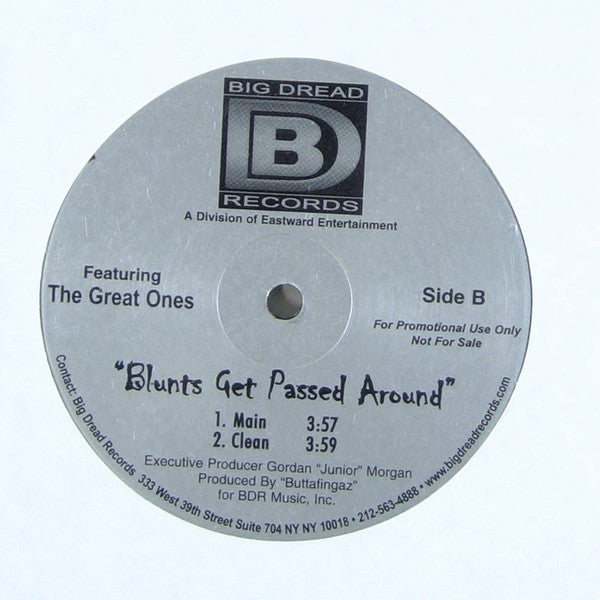 BIG DREAD
DB
RECORDS
A Division of Eastward Entertainment
Featuring
The Great Ones
Side B
For Promotional Use Only
Not For Sale
"Blunts Get Passed Around"
1. Main 3:57
2. Clean 3:59
Executive Producer Gordan "Junior" Morgan
Produced By "Buttafingaz"
for BDR Music, Inc.
Contact: Big Dread Records 333 West 39th Street Suite 704 NY NY 10018 • 212-563-4888 • www.bigdreadrecords.com